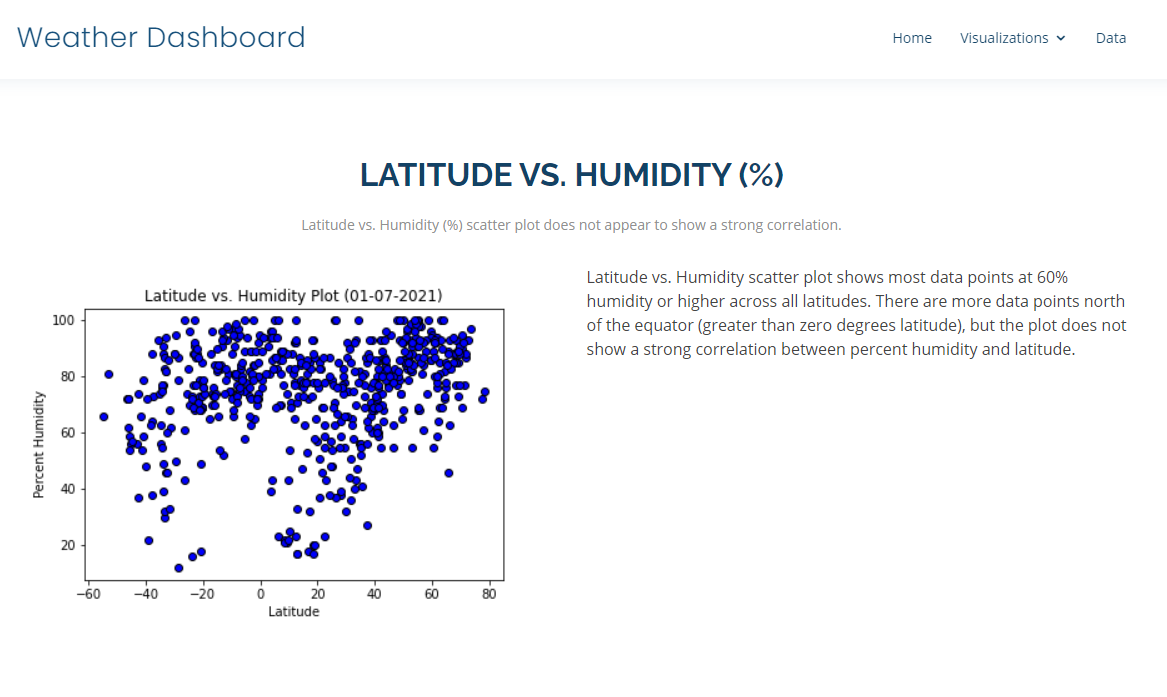 Weather Dashboard
Home Visualizations Data
LATITUDE VS. HUMIDITY (%)
Latitude vs. Humidity (%) scatter plot does not appear to show a strong correlation.
Latitude vs. Humidity scatter plot shows most data points at 60%
humidity or higher across all latitudes. There are more data points north
of the equator (greater than zero degrees latitude), but the plot does not
show a strong correlation between percent humidity and latitude.
Latitude vs. Humidity Plot (01-07-2021)
Percent Humidity
100
80
60
40
20
−60 −40 −20 0 20 40 60 80
Latitude